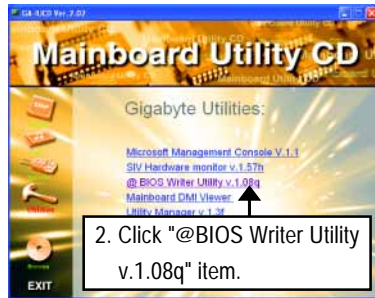 GA-IUCD Ver.2.02
Mainboard Utility CD
Gigabyte Utilities:
Microsoft Management Console V.1.1
SIV Hardware monitor v.1.57h
@ BIOS Writer Utility v.1.08q
Mainboard DMI Viewer
Utility Manager v.1.3f
Utilities
2. Click "@BIOS Writer Utility
v.1.08q" item.
EXIT